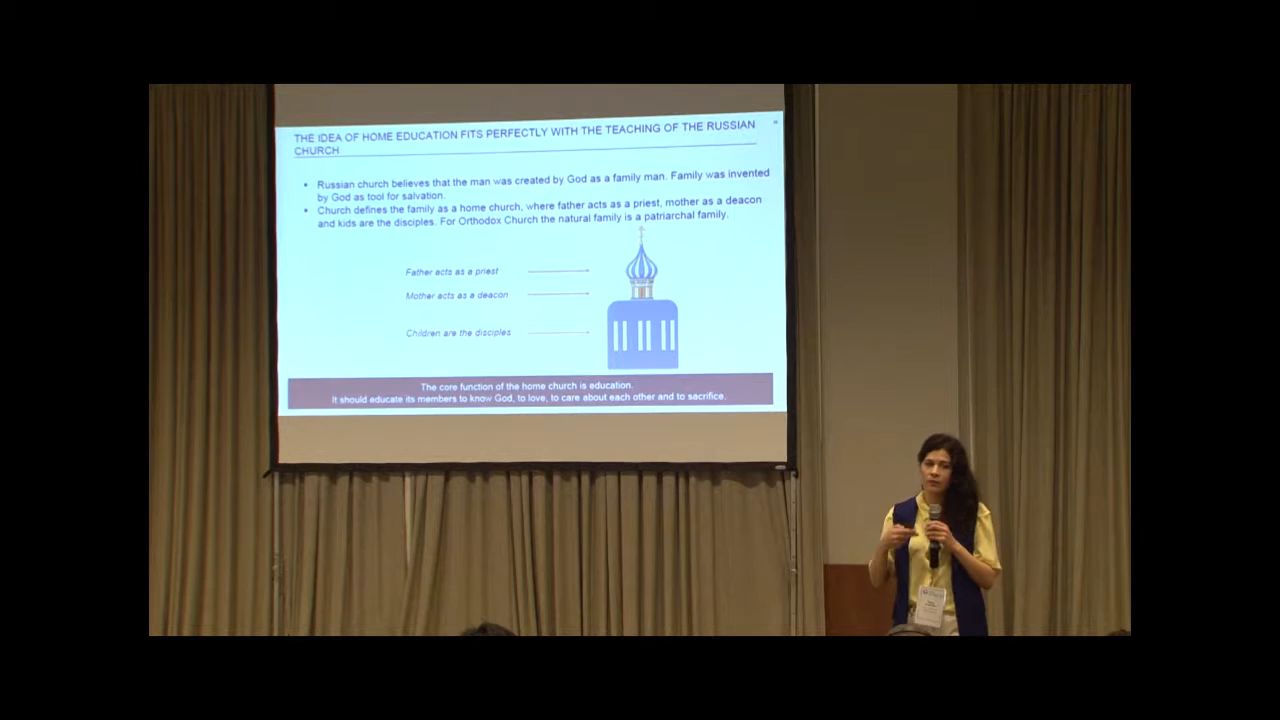 THE IDEA OF HOME EDUCATION FITS PERFECTLY WITH THE TEACHING OF THE RUSSIAN
CHURCH
• Russian church believes that the man was created by God as a family man. Family was invented
by God as tool for salvation.
• Church defines the family as a home church, where father acts as a priest, mother as a deacon
and kids are the disciples. For Orthodox Church the natural family is a patriarchal family.
Father acts as a priest
Mother acts as a deacon
Children are the disciples
The core function of the home church is education.
It should educate its members to know God, to love, to care about each other and to sacrifice.